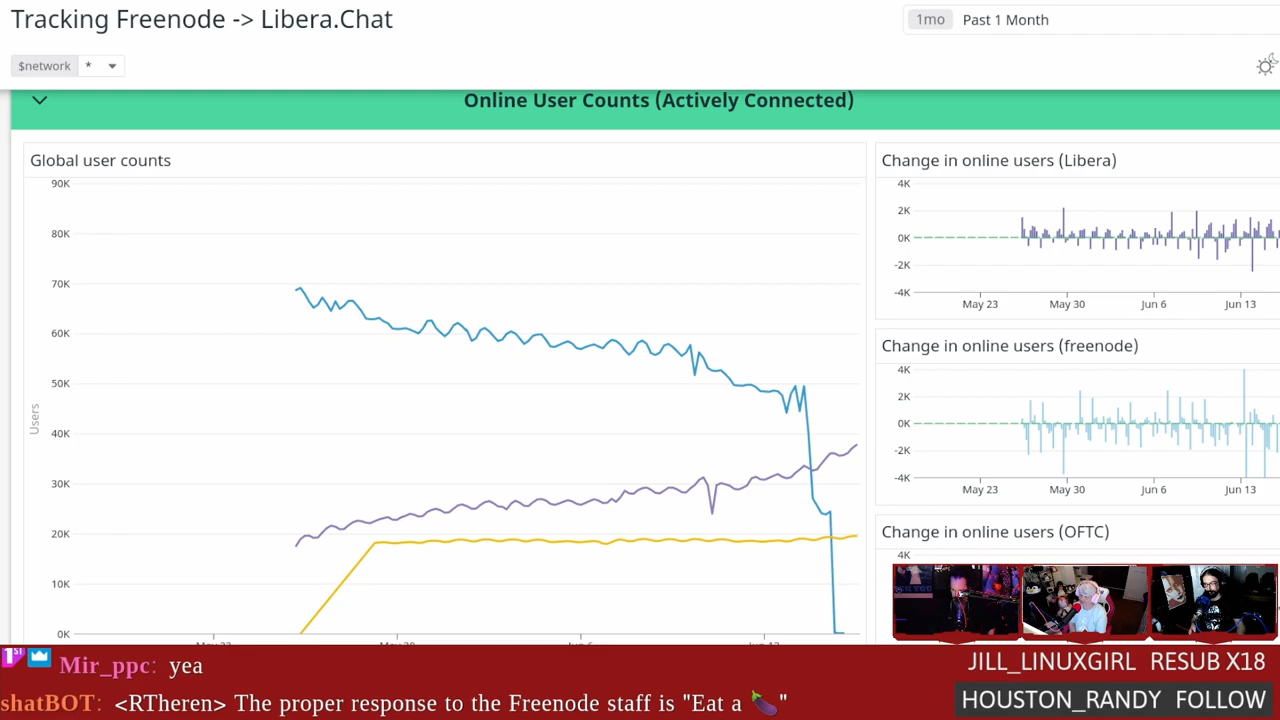 Tracking Freenode -> Libera.Chat
1mo Past 1 Month
$network *
Online User Counts (Actively Connected)
Global user counts
90K
80K
70K
60K
50K
40K
30K
20K
10K
0K
Users
Change in online users (Libera)
4K
2K
0K
-2K
-4K
May 23 May 30 Jun 6 Jun 13
Change in online users (freenode)
4K
2K
0K
-2K
-4K
May 23 May 30 Jun 6 Jun 13
Change in online users (OFTC)
4K
1ST Mir_ppc: yea
shatBOT: <RTheren> The proper response to the Freenode staff is "Eat a 🍆"
JILL_LINUXGIRL RESUB X18
HOUSTON_RANDY FOLLOW